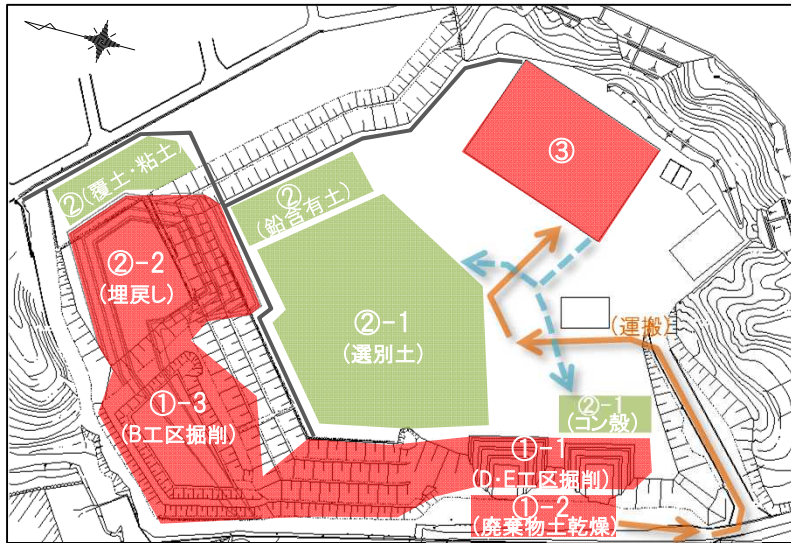 ③
②(覆土・粘土)
②
(鉛含有土)
②-2
(埋戻し)
②-1
(選別土)
(運搬)
①-3
(B工区掘削)
②-1
(コン殻)
①-1
(D・E工区掘削)
①-2
(廃棄物土乾燥)